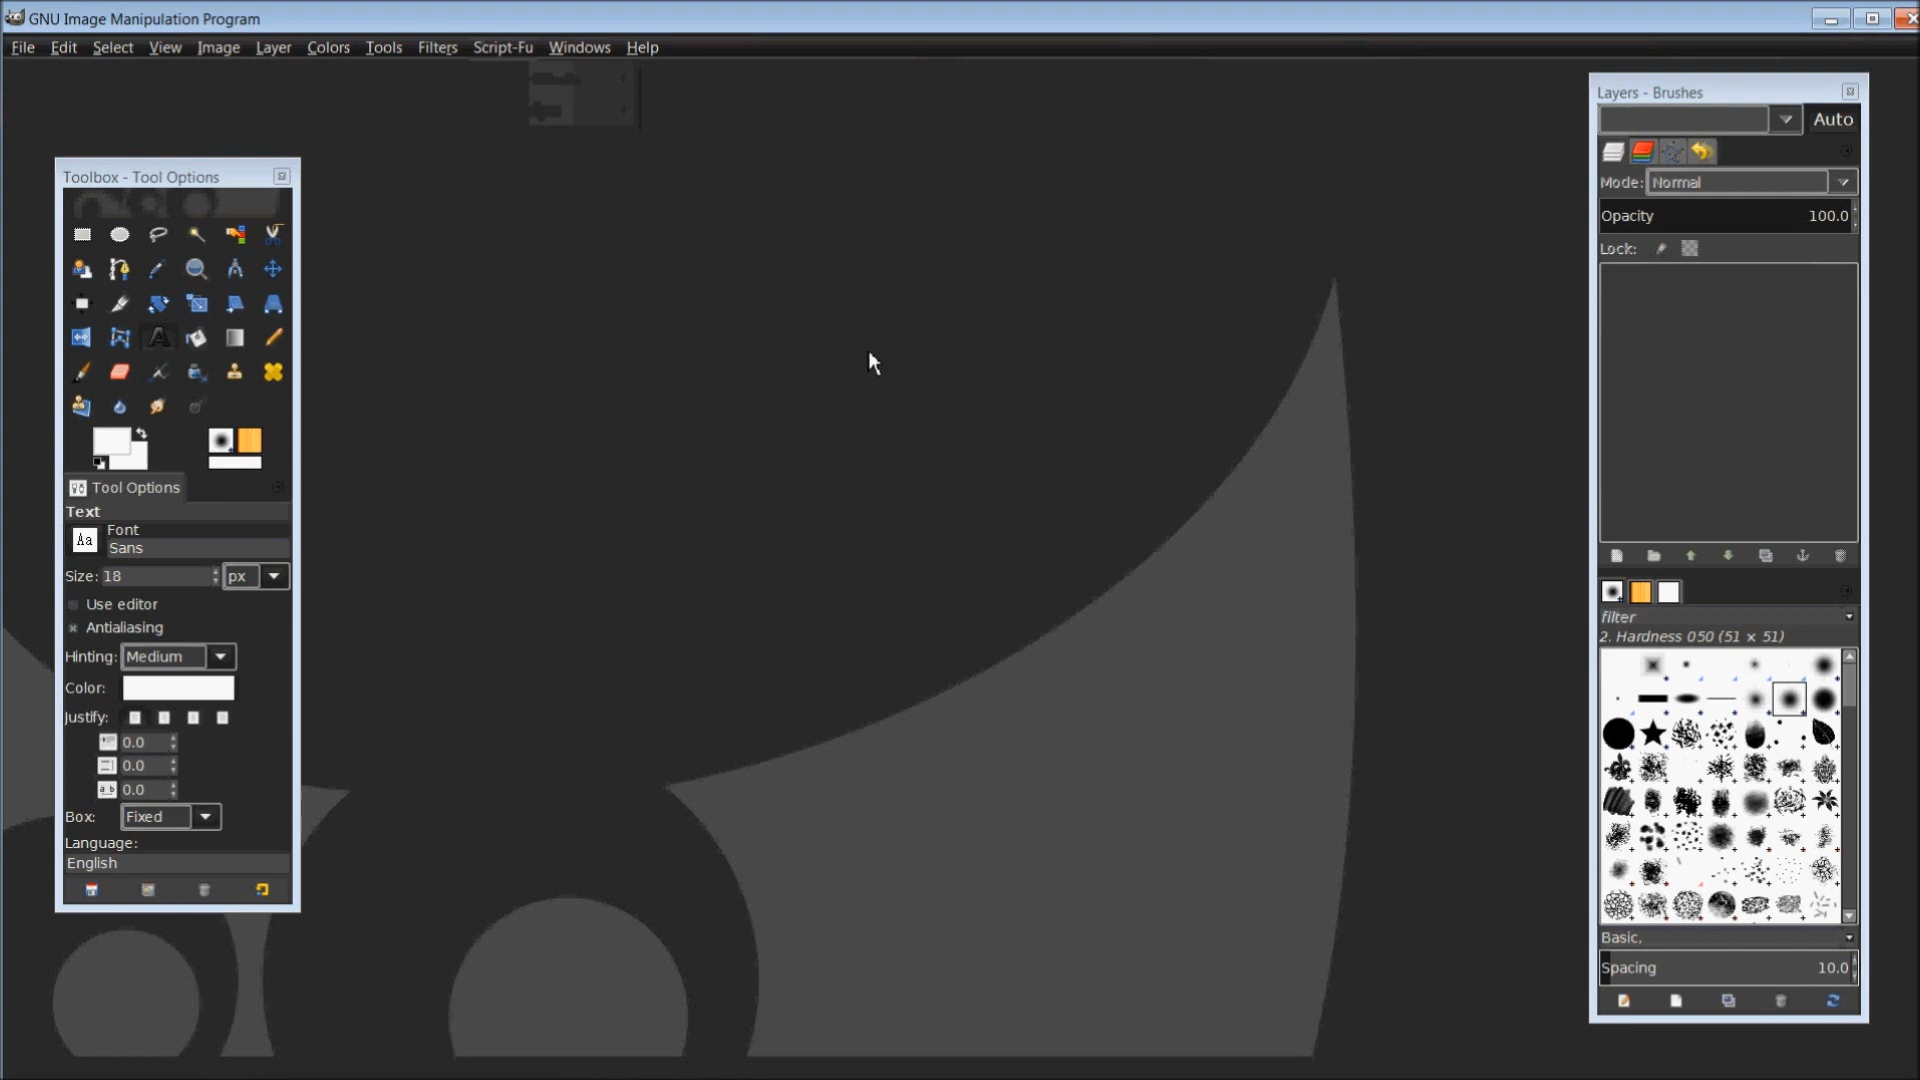 GNU Image Manipulation Program
File Edit Select View Image Layer Colors Tools Filters Script-Fu Windows Help
Toolbox - Tool Options
Tool Options
Text
Aa
Font
Sans
Size: 18 px
Use editor
Antialiasing
Hinting: Medium
Color:
Justify:
0.0
0.0
a b 0.0
Box: Fixed
Language:
English
Layers - Brushes
Auto
Mode: Normal
Opacity 100.0
Lock:
filter
2. Hardness 050 (51 × 51)
Basic,
Spacing 10.0